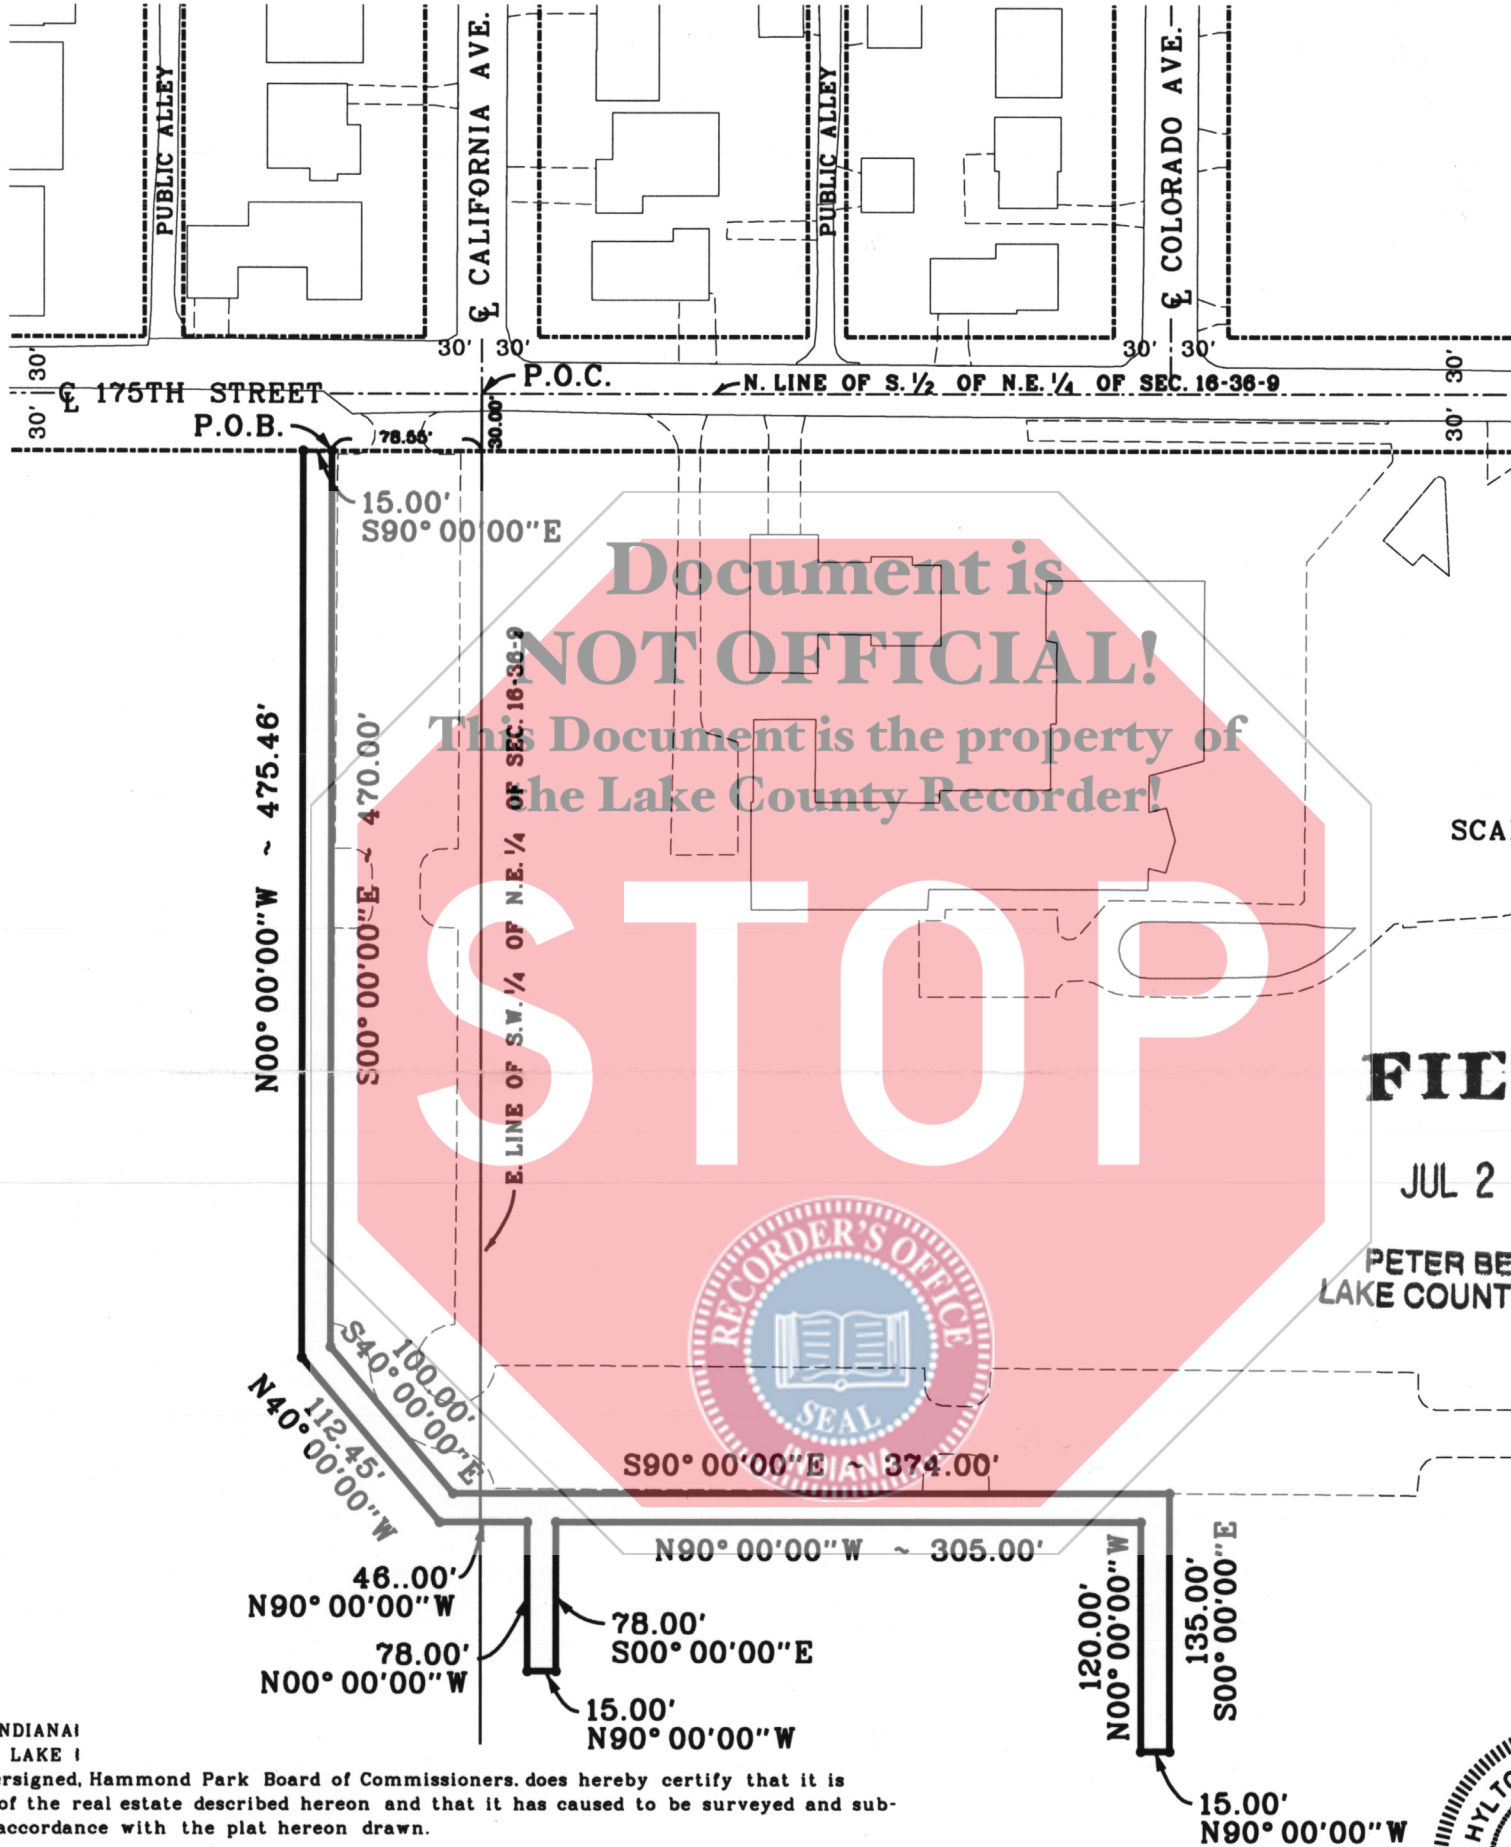 PUBLIC ALLEY
℄ CALIFORNIA AVE.
PUBLIC ALLEY
℄ COLORADO AVE.
30' 30'
30' 30'
30'
30'
℄ 175TH STREET
P.O.C.
N. LINE OF S. 1/2 OF N.E. 1/4 OF SEC. 16-36-9
30'
30'
P.O.B.
78.55'
30.00'
15.00'
S90°00'00"E
Document is
NOT OFFICIAL!
This Document is the property of
the Lake County Recorder!
STOP
RECORDER'S OFFICE
SEAL
INDIANA
N00°00'00"W ~ 475.46'
S00°00'00"E ~ 470.00'
E. LINE OF S.W. 1/4 OF N.E. 1/4 OF SEC. 16-36-9
SCA
FIL
JUL 2
PETER BE
LAKE COUNT
100.00'
S40°00'00"E
112.45'
N40°00'00"W
S90°00'00"E ~ 374.00'
N90°00'00"W ~ 305.00'
46..00'
N90°00'00"W
78.00'
N00°00'00"W
78.00'
S00°00'00"E
15.00'
N90°00'00"W
120.00'
N00°00'00"W
135.00'
S00°00'00"E
15.00'
N90°00'00"W
NDIANA
LAKE
ersigned, Hammond Park Board of Commissioners. does hereby certify that it is
of the real estate described hereon and that it has caused to be surveyed and sub-
accordance with the plat hereon drawn.
HYL TO